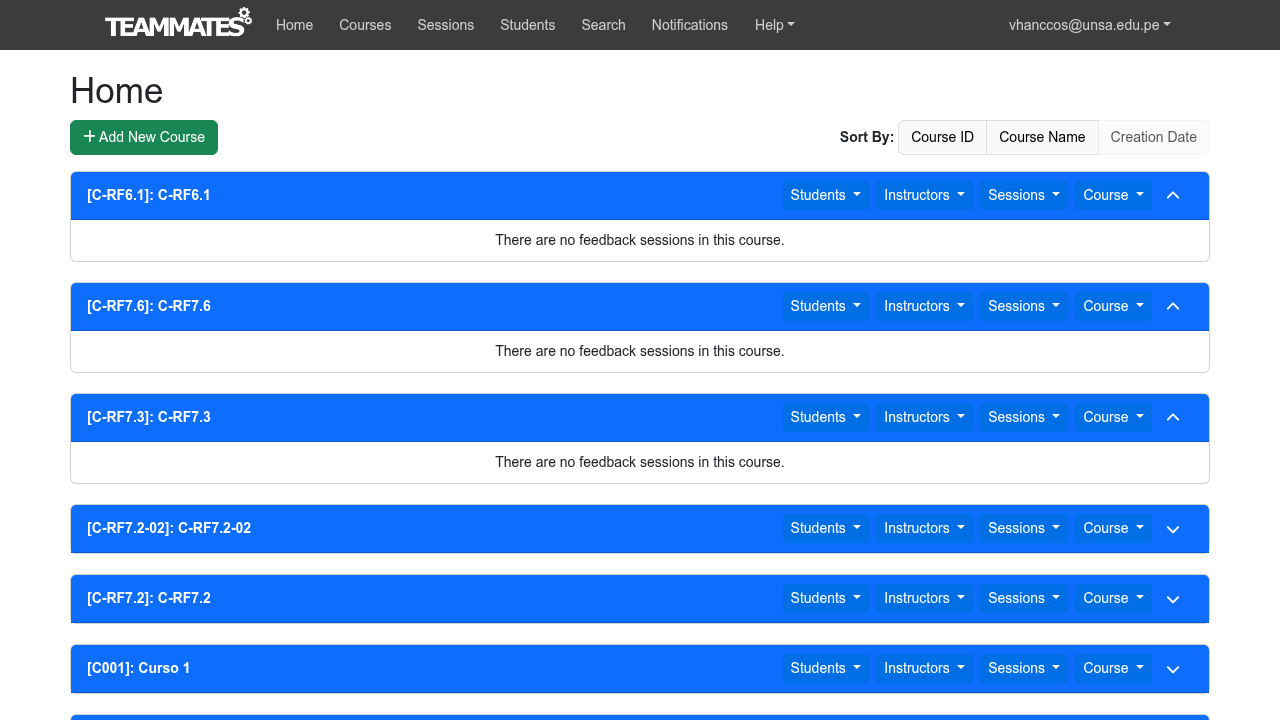 TEAMMATES Home Courses Sessions Students Search Notifications Help vhanccos@unsa.edu.pe
Home
Add New Course Sort By: Course ID Course Name Creation Date
[C-RF6.1]: C-RF6.1 Students Instructors Sessions Course
There are no feedback sessions in this course.
[C-RF7.6]: C-RF7.6 Students Instructors Sessions Course
There are no feedback sessions in this course.
[C-RF7.3]: C-RF7.3 Students Instructors Sessions Course
There are no feedback sessions in this course.
[C-RF7.2-02]: C-RF7.2-02 Students Instructors Sessions Course
[C-RF7.2]: C-RF7.2 Students Instructors Sessions Course
[C001]: Curso 1 Students Instructors Sessions Course